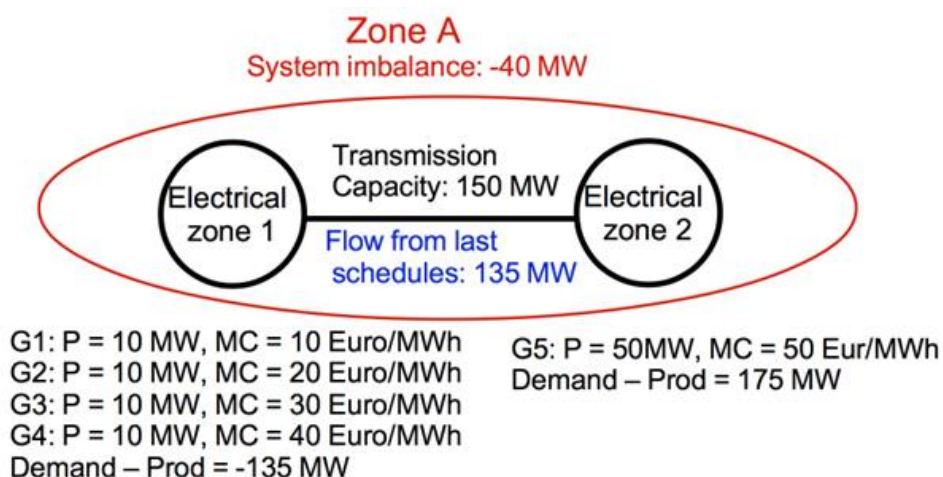 Zone A
System imbalance: -40 MW
Transmission
Capacity: 150 MW
Electrical
zone 1
Electrical
zone 2
Flow from last
schedules: 135 MW
G1: P = 10 MW, MC = 10 Euro/MWh
G2: P = 10 MW, MC = 20 Euro/MWh
G3: P = 10 MW, MC = 30 Euro/MWh
G4: P = 10 MW, MC = 40 Euro/MWh
Demand – Prod = -135 MW
G5: P = 50MW, MC = 50 Eur/MWh
Demand – Prod = 175 MW